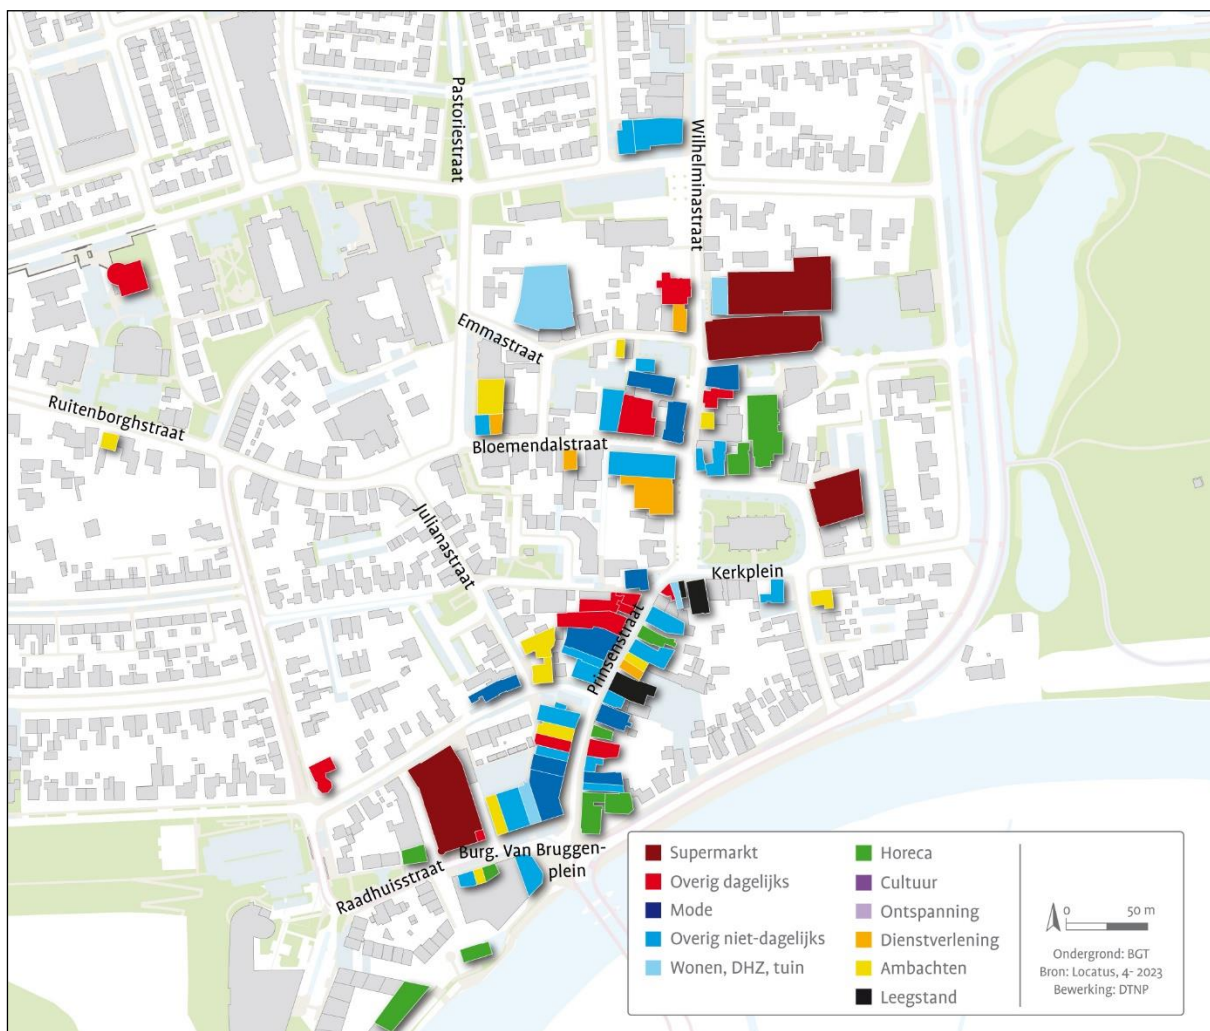 Pastoriestraat
Wilhelminastraat
Emmastraat
Ruitenborghstraat
Bloemendalstraat
Julianastraat
Kerkplein
Prinsenstraat
Burg. Van Bruggen-
plein
Raadhuisstraat
Supermarkt
Overig dagelijks
Mode
Overig niet-dagelijks
Wonen, DHZ, tuin
Horeca
Cultuur
Ontspanning
Dienstverlening
Ambachten
Leegstand
0 50 m
Ondergrond: BGT
Bron: Locatus, 4- 2023
Bewerking: DTNP